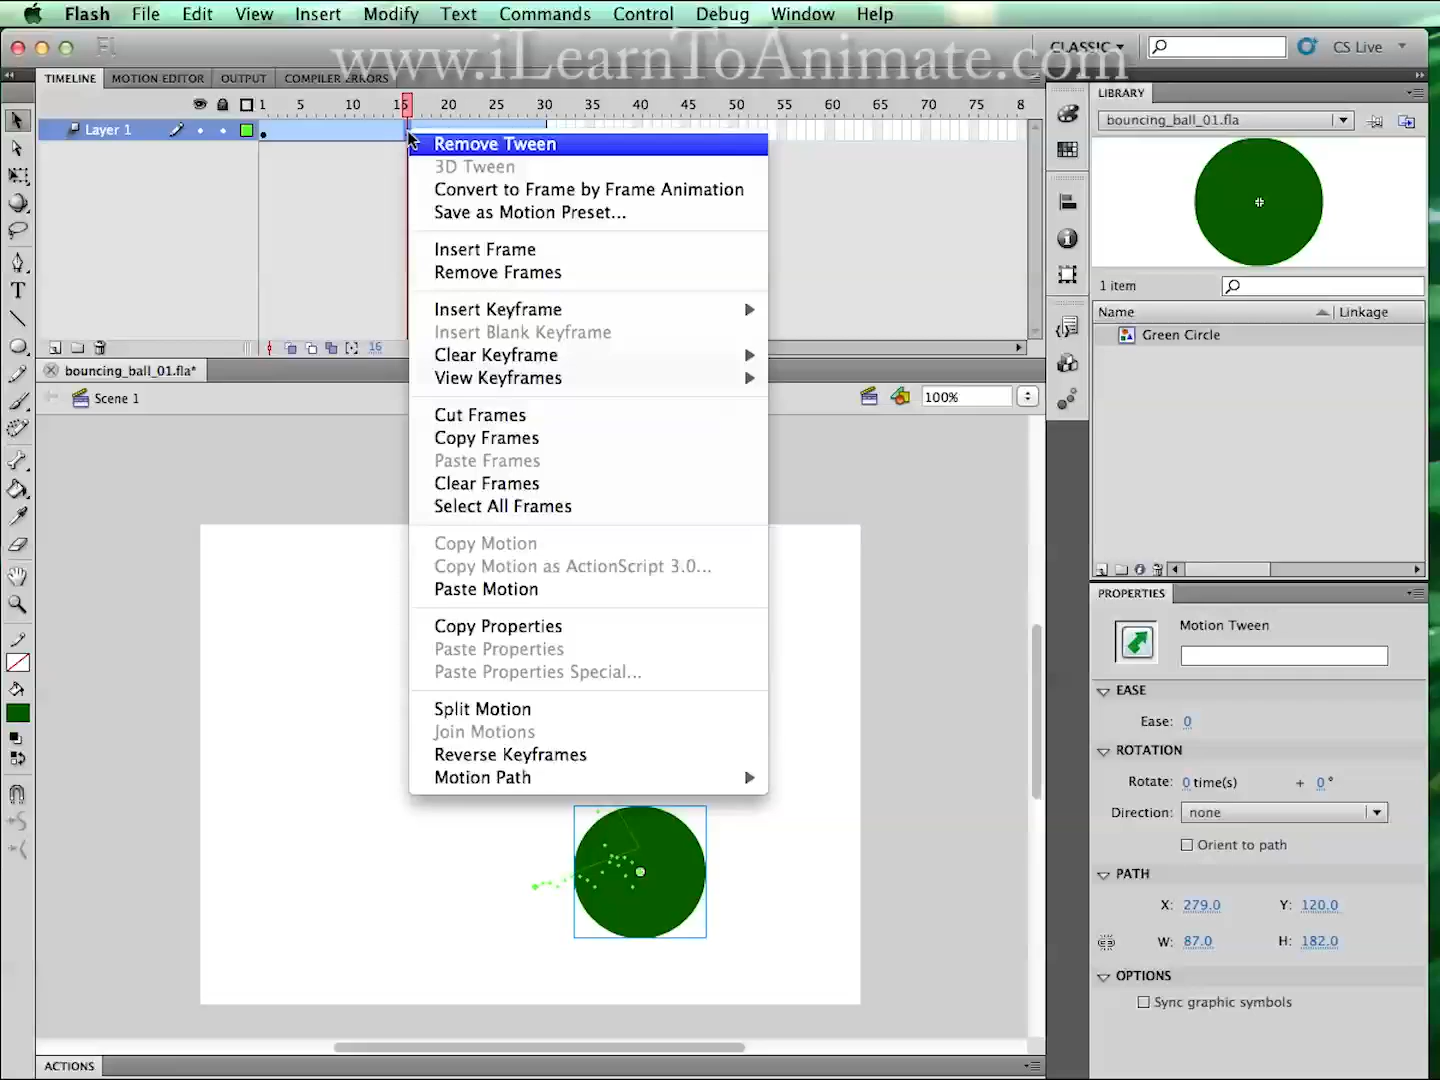 Flash File Edit View Insert Modify Text Commands Control Debug Window Help
www.iLearnToAnimate.com
Fl
CLASSIC
CS Live
TIMELINE MOTION EDITOR OUTPUT COMPILER ERRORS
1 5 10 15 20 25 30 35 40 45 50 55 60 65 70 75 8
Layer 1
16
Remove Tween
3D Tween
Convert to Frame by Frame Animation
Save as Motion Preset...
Insert Frame
Remove Frames
Insert Keyframe
Insert Blank Keyframe
Clear Keyframe
View Keyframes
Cut Frames
Copy Frames
Paste Frames
Clear Frames
Select All Frames
Copy Motion
Copy Motion as ActionScript 3.0...
Paste Motion
Copy Properties
Paste Properties
Paste Properties Special...
Split Motion
Join Motions
Reverse Keyframes
Motion Path
bouncing_ball_01.fla*
Scene 1
100%
LIBRARY
bouncing_ball_01.fla
1 item
Name Linkage
Green Circle
PROPERTIES
Motion Tween
EASE
Ease: 0
ROTATION
Rotate: 0 time(s) + 0°
Direction: none
Orient to path
PATH
X: 279.0 Y: 120.0
W: 87.0 H: 182.0
OPTIONS
Sync graphic symbols
ACTIONS